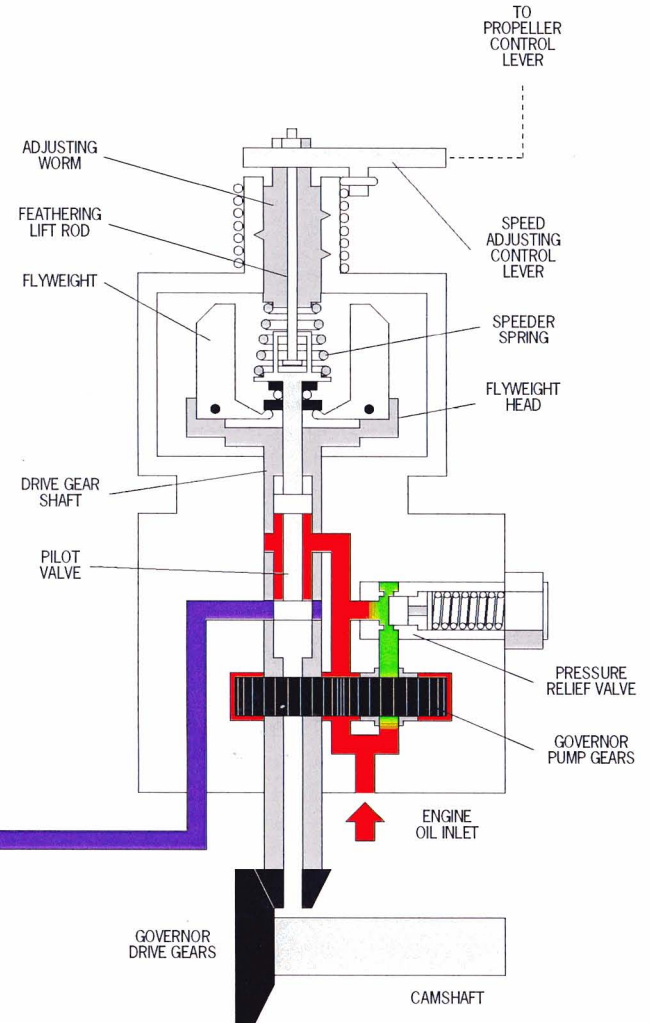 TO
PROPELLER
CONTROL
LEVER
ADJUSTING
WORM
FEATHERING
LIFT ROD
SPEED
ADJUSTING
CONTROL
LEVER
FLYWEIGHT
SPEEDER
SPRING
FLYWEIGHT
HEAD
DRIVE GEAR
SHAFT
PILOT
VALVE
PRESSURE
RELIEF VALVE
GOVERNOR
PUMP GEARS
ENGINE
OIL INLET
GOVERNOR
DRIVE GEARS
CAMSHAFT